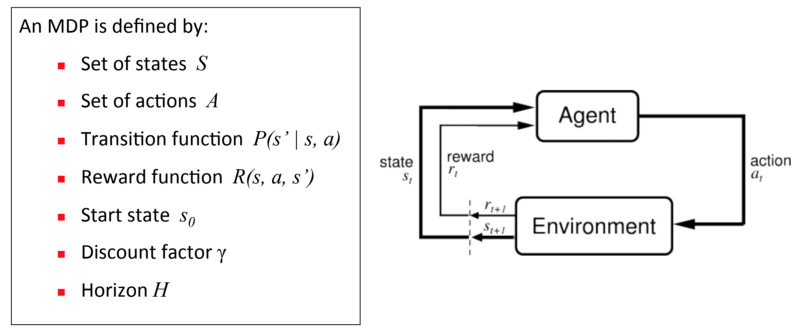 An MDP is defined by:
▪ Set of states S
▪ Set of actions A
▪ Transition function P(s’ | s, a)
▪ Reward function R(s, a, s’)
▪ Start state s₀
▪ Discount factor γ
▪ Horizon H
Agent
state
sₜ
reward
rₜ
action
aₜ
rₜ₊₁
sₜ₊₁
Environment